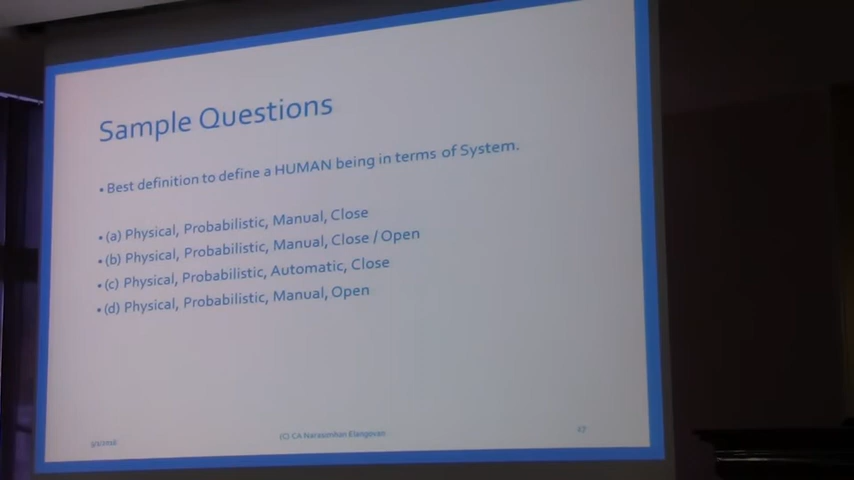 Sample Questions
• Best definition to define a HUMAN being in terms of System.
• (a) Physical, Probabilistic, Manual, Close
• (b) Physical, Probabilistic, Manual, Close / Open
• (c) Physical, Probabilistic, Automatic, Close
• (d) Physical, Probabilistic, Manual, Open
(C) CA Narasimhan Elangovan